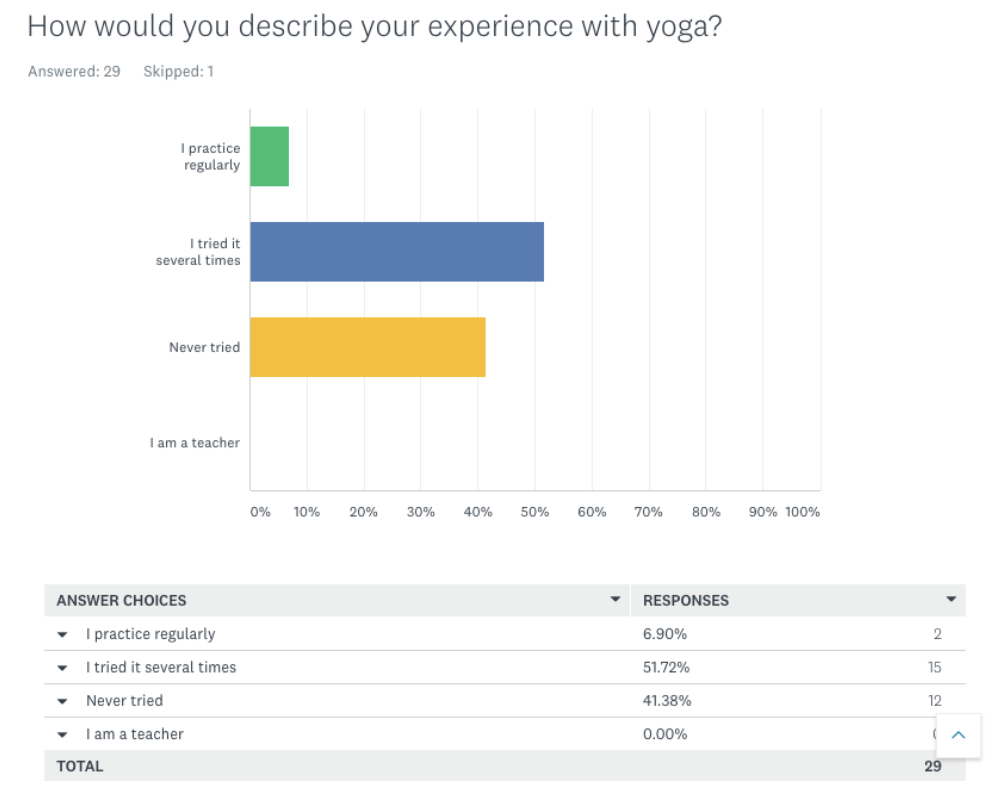 How would you describe your experience with yoga?
Answered: 29 Skipped: 1
I practice
regularly
I tried it
several times
Never tried
I am a teacher
0% 10% 20% 30% 40% 50% 60% 70% 80% 90% 100%
ANSWER CHOICES RESPONSES
I practice regularly 6.90% 2
I tried it several times 51.72% 15
Never tried 41.38% 12
I am a teacher 0.00%
TOTAL 29